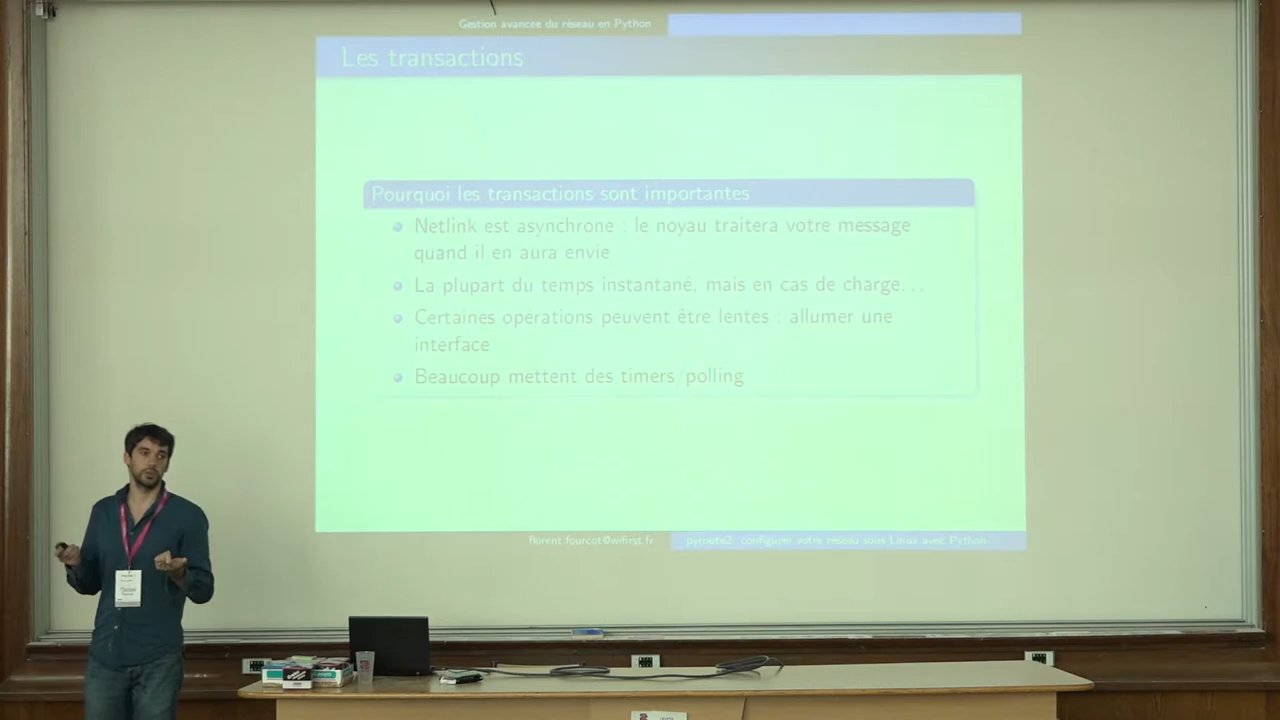 Gestion avancée du réseau en Python
Les transactions
Pourquoi les transactions sont importantes
Netlink est asynchrone : le noyau traitera votre message
quand il en aura envie
La plupart du temps instantané, mais en cas de charge...
Certaines operations peuvent être lentes : allumer une
interface
Beaucoup mettent des timers/polling
florent.fourcot@wifirst.fr
pyroute2: configurer votre réseau sous Linux avec Python